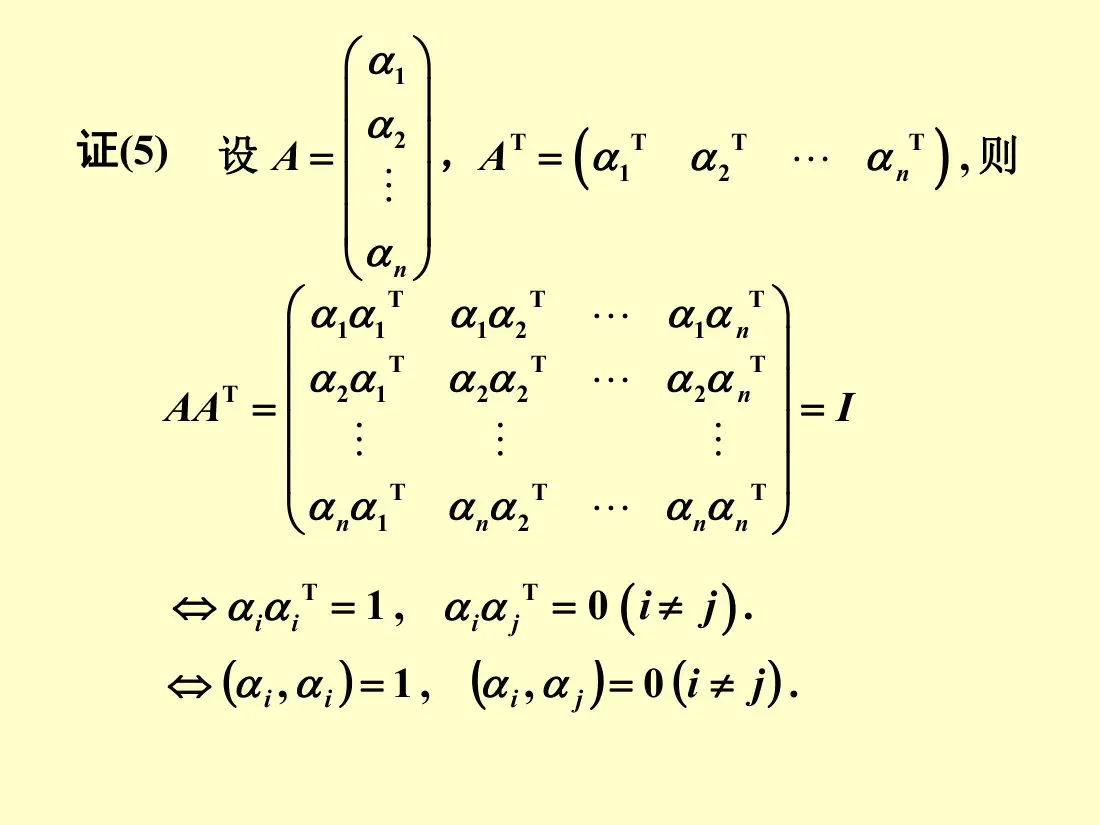 证(5) 设 A = (α₁ α₂ ⋮ αₙ) , Aᵀ = (α₁ᵀ α₂ᵀ ⋯ αₙᵀ) , 则
α₁α₁ᵀ α₁α₂ᵀ ⋯ α₁αₙᵀ
α₂α₁ᵀ α₂α₂ᵀ ⋯ α₂αₙᵀ
AAᵀ = = I
⋮ ⋮ ⋮
αₙα₁ᵀ αₙα₂ᵀ ⋯ αₙαₙᵀ
⇔ αᵢαᵢᵀ = 1 , αᵢαⱼᵀ = 0 (i ≠ j) .
⇔ (αᵢ , αᵢ) = 1 , (αᵢ , αⱼ) = 0 (i ≠ j) .